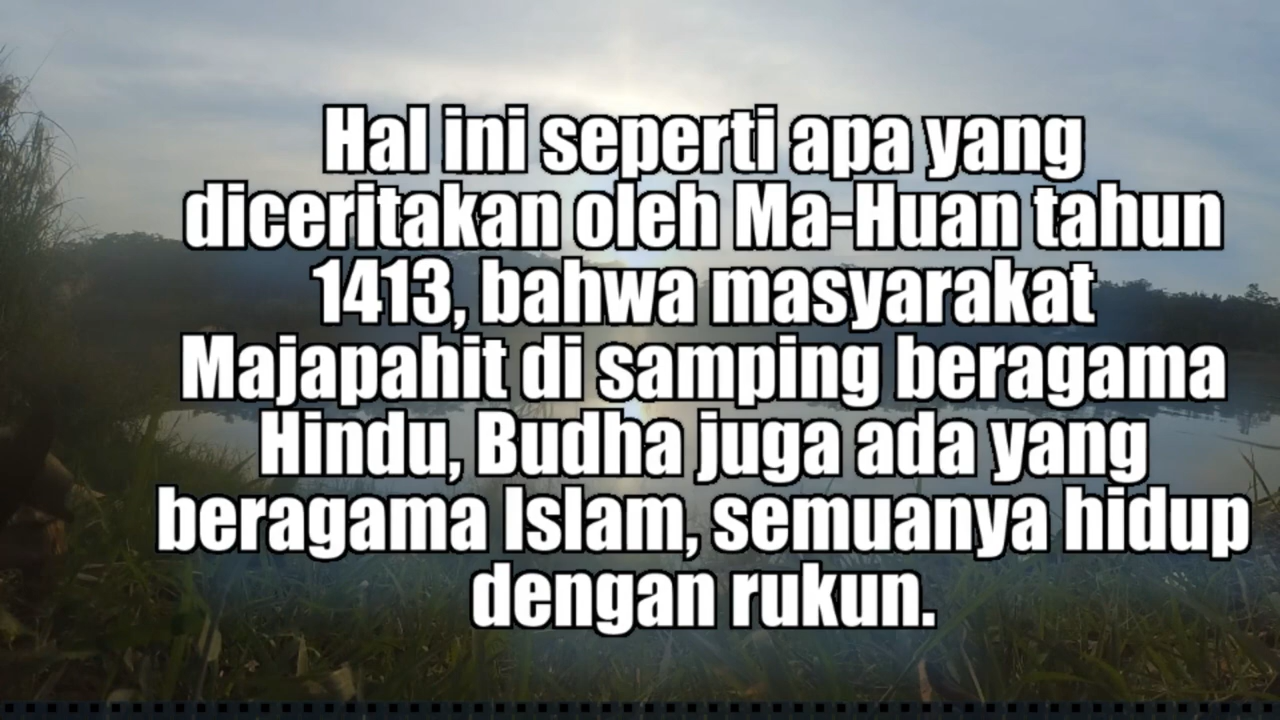 Hal ini seperti apa yang
diceritakan oleh Ma-Huan tahun
1413, bahwa masyarakat
Majapahit di samping beragama
Hindu, Budha juga ada yang
beragama Islam, semuanya hidup
dengan rukun.